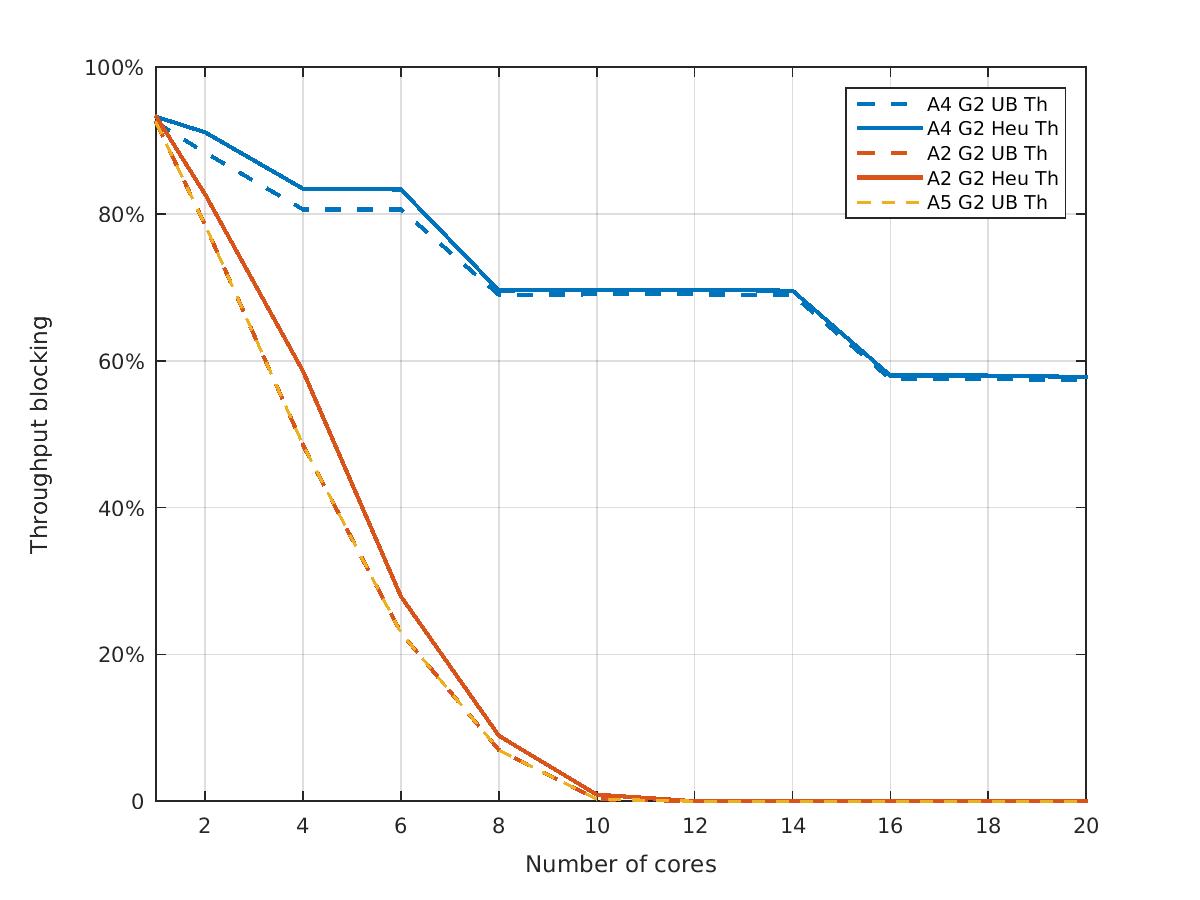 100%
80%
60%
40%
20%
0
2 4 6 8 10 12 14 16 18 20
Number of cores
Throughput blocking
A4 G2 UB Th
A4 G2 Heu Th
A2 G2 UB Th
A2 G2 Heu Th
A5 G2 UB Th